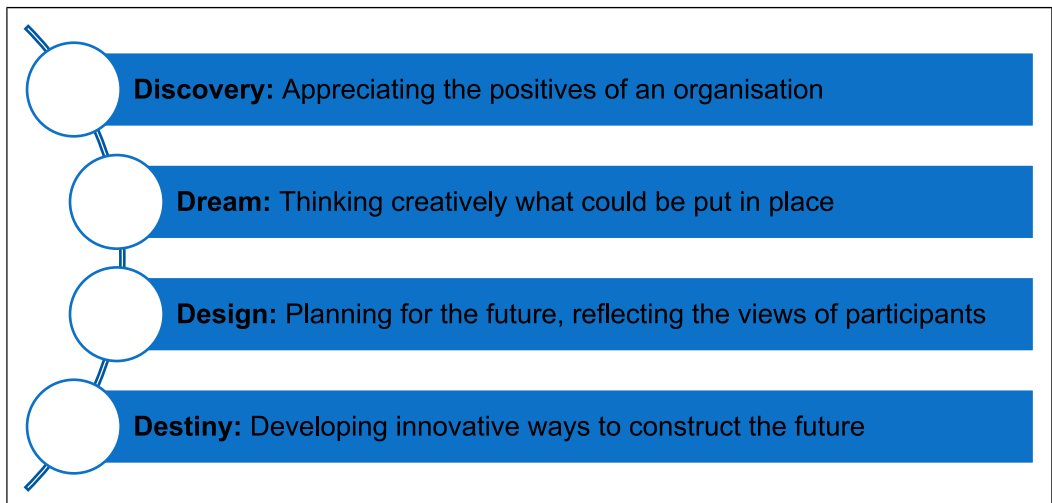 Discovery: Appreciating the positives of an organisation
Dream: Thinking creatively what could be put in place
Design: Planning for the future, reflecting the views of participants
Destiny: Developing innovative ways to construct the future